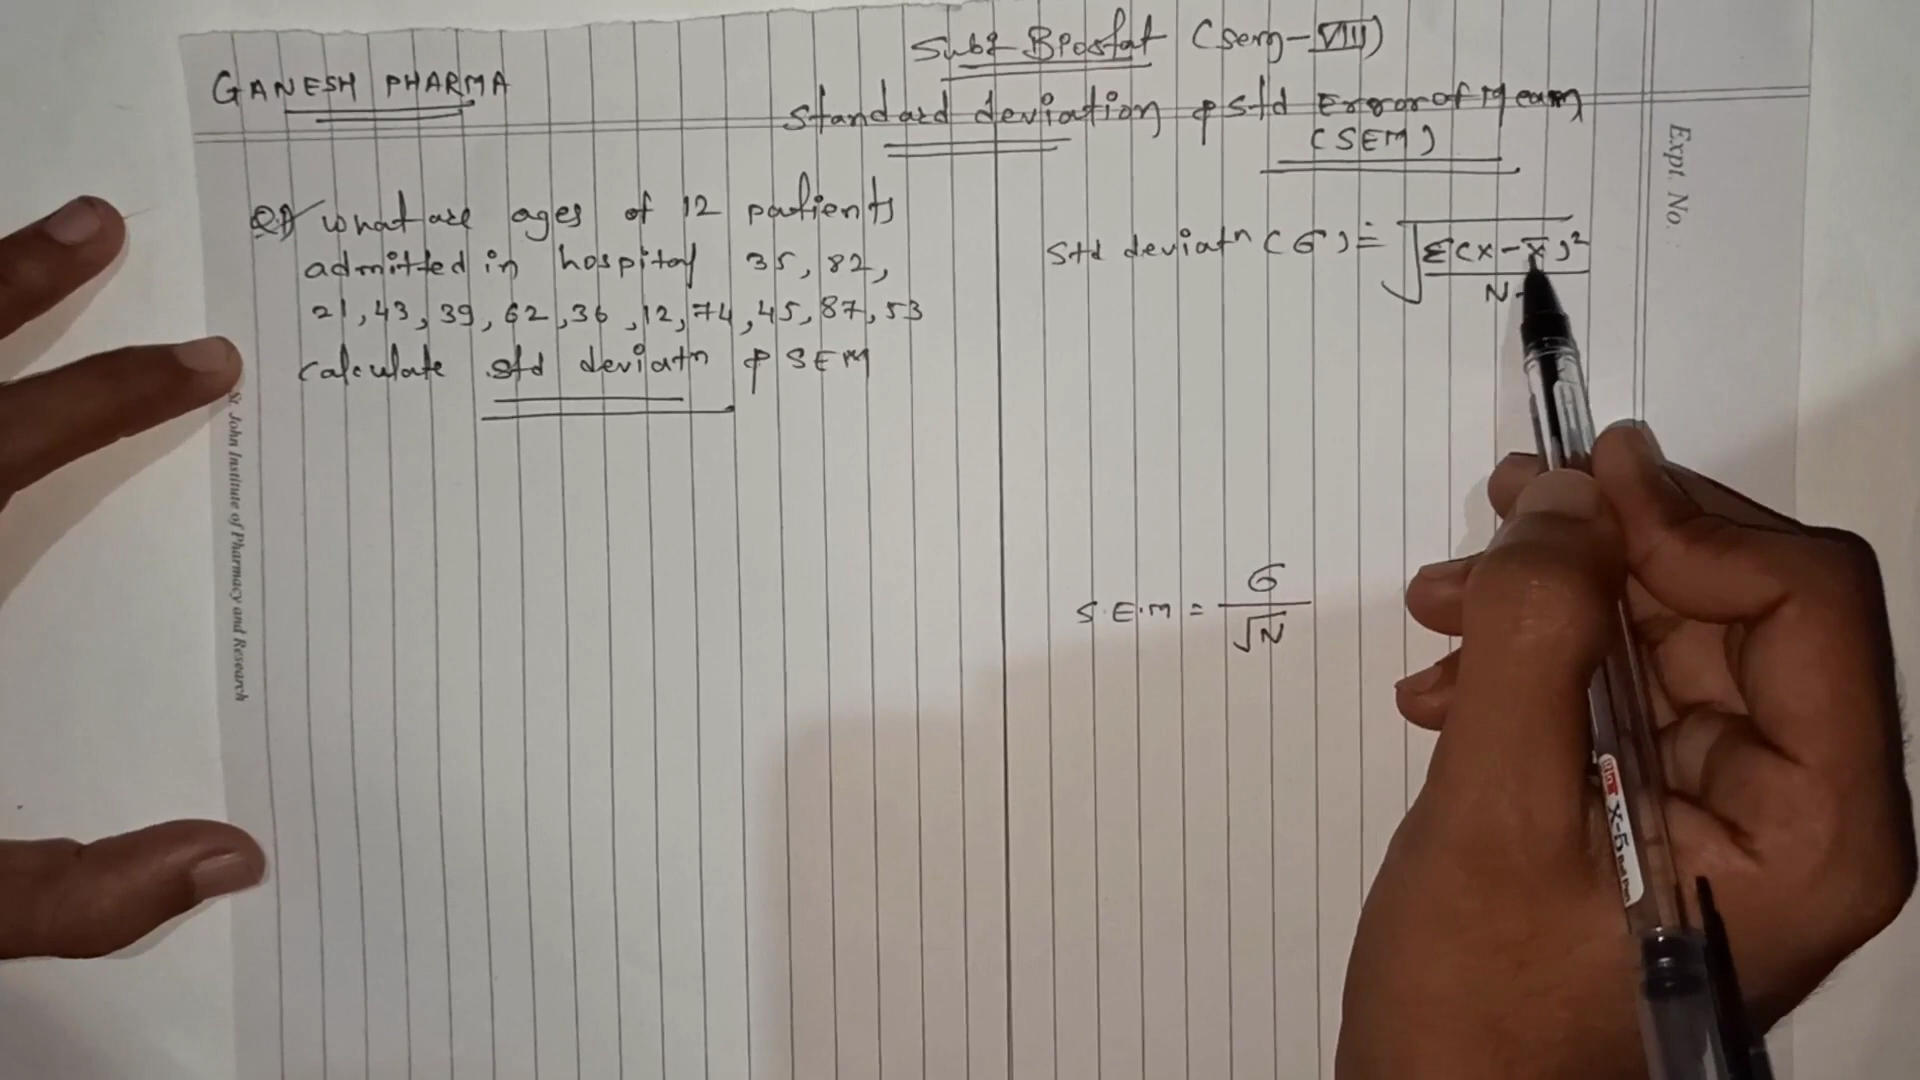 GANESH PHARMA
Sub:- Biostat (sem-VIII)
Standard deviation & Std Error of Mean
(SEM)
Q1) what are ages of 12 patients
admitted in hospital 35, 82,
21, 43, 39, 62, 36, 12, 74, 45, 87, 53
calculate std deviatn & SEM
Std deviatn (σ) = √Σ(x-x̄)²
N-
S.E.M = σ
√N
Expt. No. :
St. John Institute of Pharmacy and Research
X-5